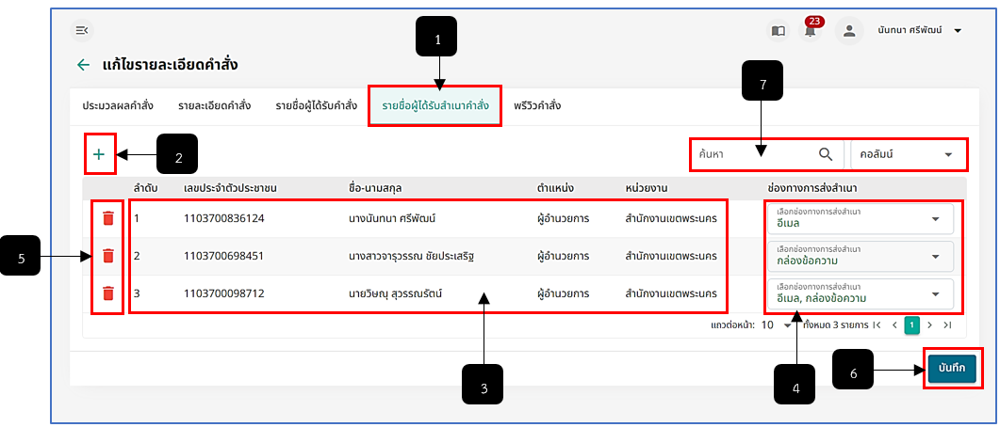 1
23
นันทนา ศรีพัฒน์
แก้ไขรายละเอียดคำสั่ง
7
ประมวลผลคำสั่ง รายละเอียดคำสั่ง รายชื่อผู้ได้รับคำสั่ง รายชื่อผู้ได้รับสำเนาคำสั่ง พรีวิวคำสั่ง
2
ค้นหา คอลัมน์
ลำดับ เลขประจำตัวประชาชน ชื่อ-นามสกุล ตำแหน่ง หน่วยงาน ช่องทางการส่งสำเนา
เลือกช่องทางการส่งสำเนา
1 1103700836124 นางนันทนา ศรีพัฒน์ ผู้อำนวยการ สำนักงานเขตพระนคร อีเมล
เลือกช่องทางการส่งสำเนา
5 2 1103700698451 นางสาวจารุวรรณ ชัยประเสริฐ ผู้อำนวยการ สำนักงานเขตพระนคร กล่องข้อความ
เลือกช่องทางการส่งสำเนา
3 1103700098712 นายวิษณุ สุวรรณรัตน์ ผู้อำนวยการ สำนักงานเขตพระนคร อีเมล, กล่องข้อความ
แถวต่อหน้า: 10 ทั้งหมด 3 รายการ 1
บันทึก
6
3
4